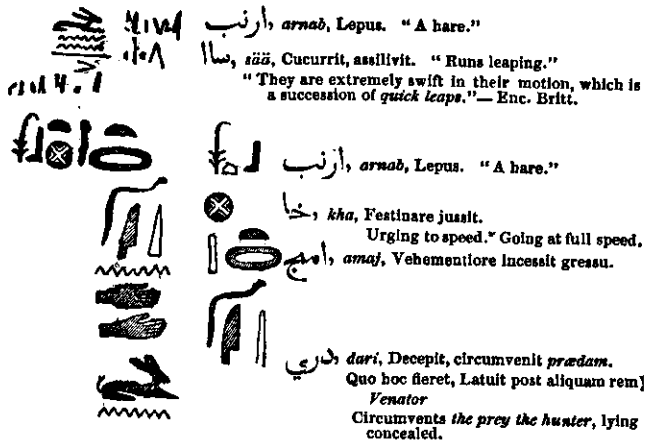 ارنب, arnab, Lepus. "A hare."
ساا, sāā, Cucurrit, assilivit. "Runs leaping."
"They are extremely swift in their motion, which is
a succession of quick leaps."—Enc. Britt.
ارنب, arnab, Lepus. "A hare."
خا, kha, Festinare jussit.
Urging to speed." Going at full speed.
امج, amaj, Vehementiore incessit gressu.
دري, dari, Decepit, circumvenit prædam.
Quo hoc fieret, Latuit post aliquam rem
Venator
Circumvents the prey the hunter, lying
concealed.